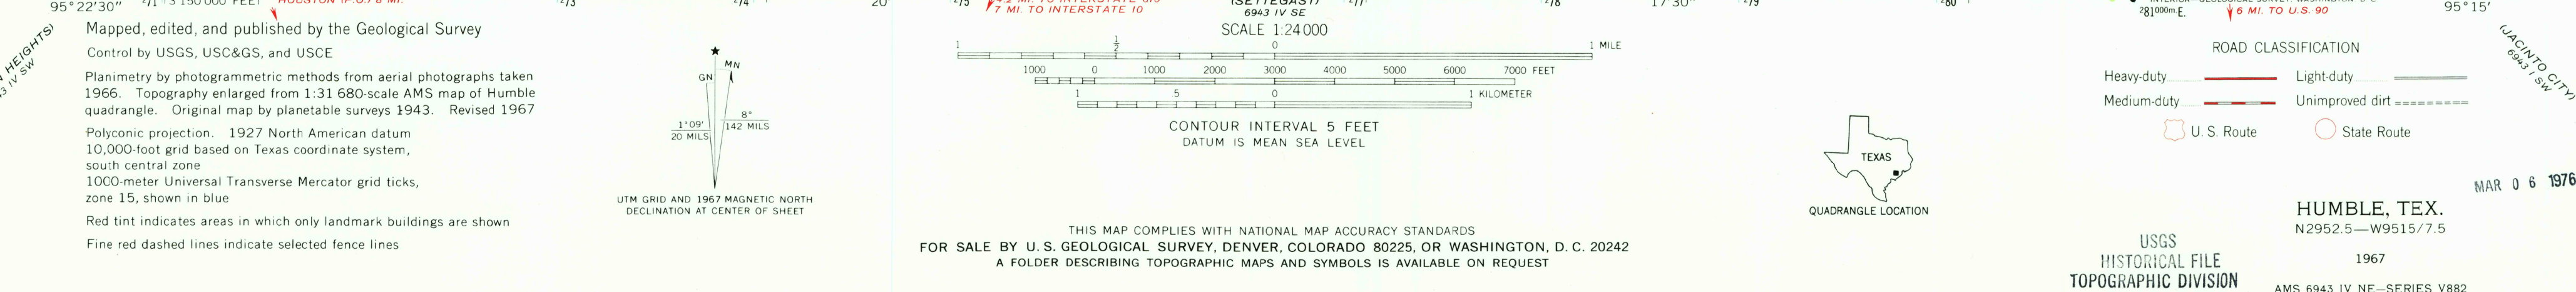 95°22'30"
HOUSTON (P.O.) 8 MI.
Mapped, edited, and published by the Geological Survey
Control by USGS, USC&GS, and USCE
Planimetry by photogrammetric methods from aerial photographs taken
1966. Topography enlarged from 1:31 680-scale AMS map of Humble
quadrangle. Original map by planetable surveys 1943. Revised 1967
Polyconic projection. 1927 North American datum
10,000-foot grid based on Texas coordinate system,
south central zone
1000-meter Universal Transverse Mercator grid ticks,
zone 15, shown in blue
Red tint indicates areas in which only landmark buildings are shown
Fine red dashed lines indicate selected fence lines
MN
GN
1°09'
20 MILS
8°
142 MILS
UTM GRID AND 1967 MAGNETIC NORTH
DECLINATION AT CENTER OF SHEET
7 MI. TO INTERSTATE 10
(SETTEGAST)
6943 IV SE
17'30"
SCALE 1:24 000
1 ½ 0 1 MILE
1000 0 1000 2000 3000 4000 5000 6000 7000 FEET
1 5 0 1 KILOMETER
CONTOUR INTERVAL 5 FEET
DATUM IS MEAN SEA LEVEL
THIS MAP COMPLIES WITH NATIONAL MAP ACCURACY STANDARDS
FOR SALE BY U. S. GEOLOGICAL SURVEY, DENVER, COLORADO 80225, OR WASHINGTON, D. C. 20242
A FOLDER DESCRIBING TOPOGRAPHIC MAPS AND SYMBOLS IS AVAILABLE ON REQUEST
TEXAS
QUADRANGLE LOCATION
281000m.E.
6 MI. TO U.S. 90
95°15'
(JACINTO CITY)
6943 I SW
ROAD CLASSIFICATION
Heavy-duty Light-duty
Medium-duty Unimproved dirt
U. S. Route State Route
MAR 06 1976
HUMBLE, TEX.
N2952.5—W9515/7.5
1967
AMS 6943 IV NE—SERIES V882
USGS
HISTORICAL FILE
TOPOGRAPHIC DIVISION